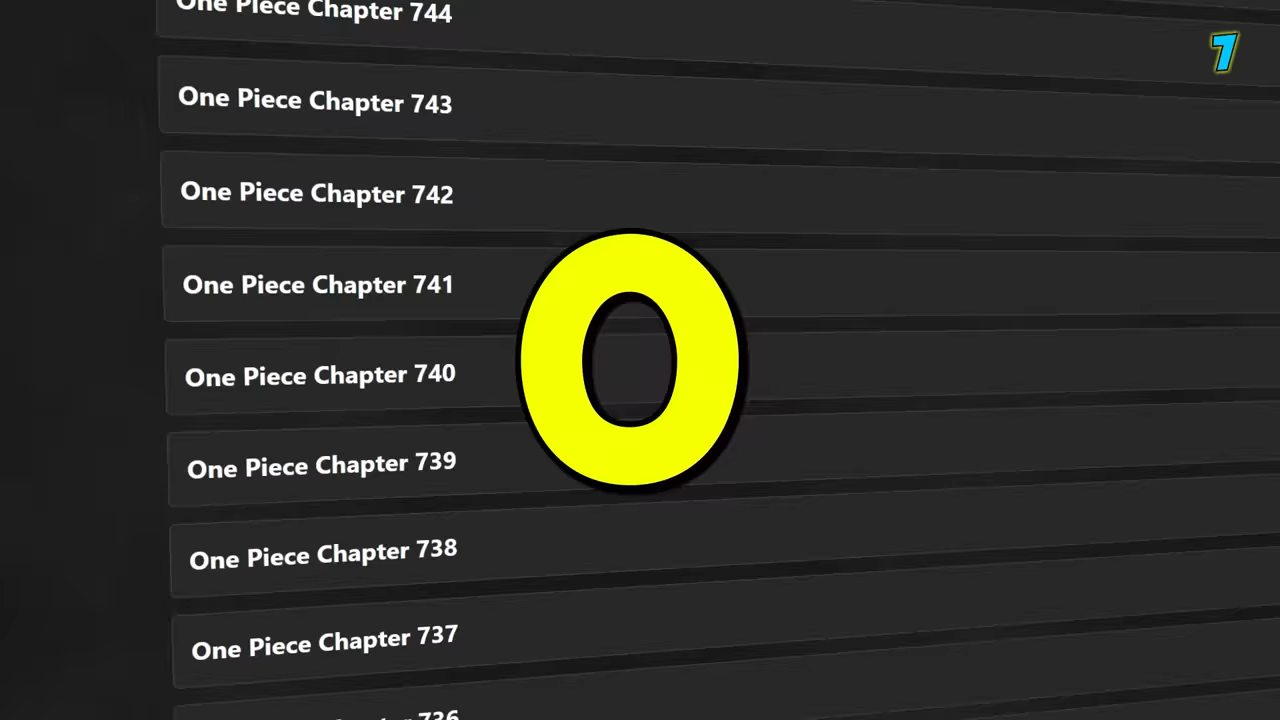 One Piece Chapter 744
7
One Piece Chapter 743
One Piece Chapter 742
One Piece Chapter 741
0
One Piece Chapter 740
One Piece Chapter 739
One Piece Chapter 738
One Piece Chapter 737
736